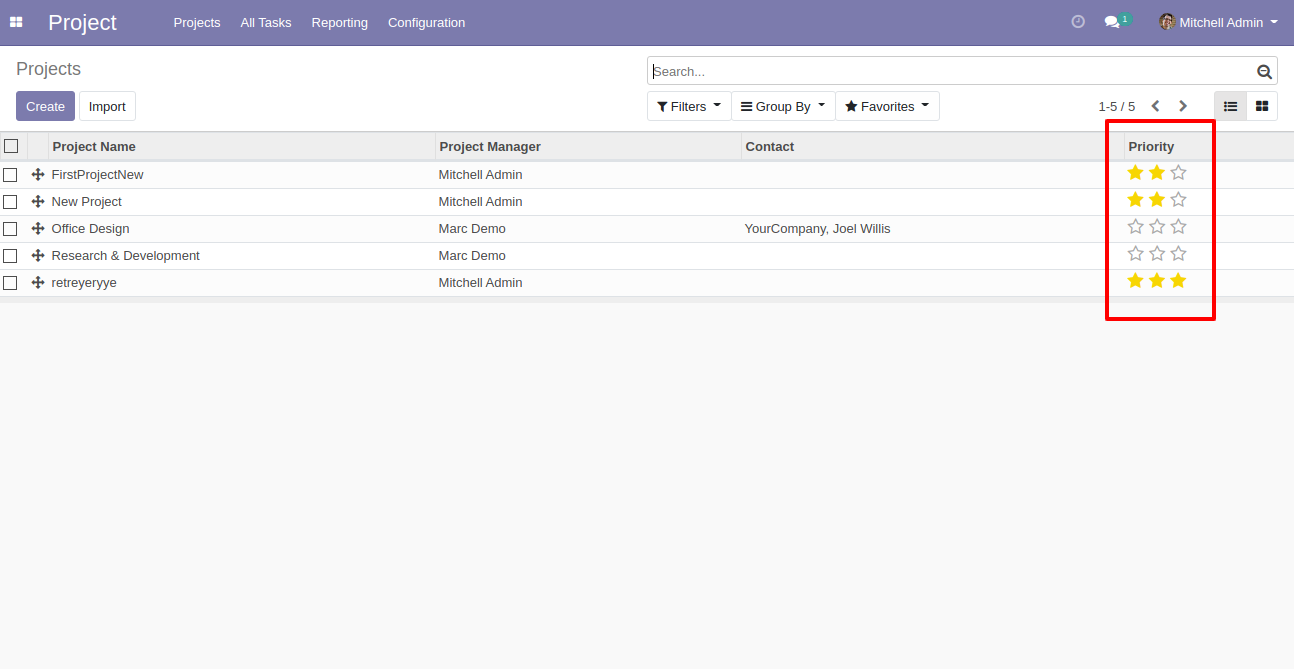 Project Projects All Tasks Reporting Configuration 1 Mitchell Admin
Projects Search...
Create Import Filters Group By Favorites 1-5 / 5
Project Name Project Manager Contact Priority
FirstProjectNew Mitchell Admin
New Project Mitchell Admin
Office Design Marc Demo YourCompany, Joel Willis
Research & Development Marc Demo
retreyeryye Mitchell Admin